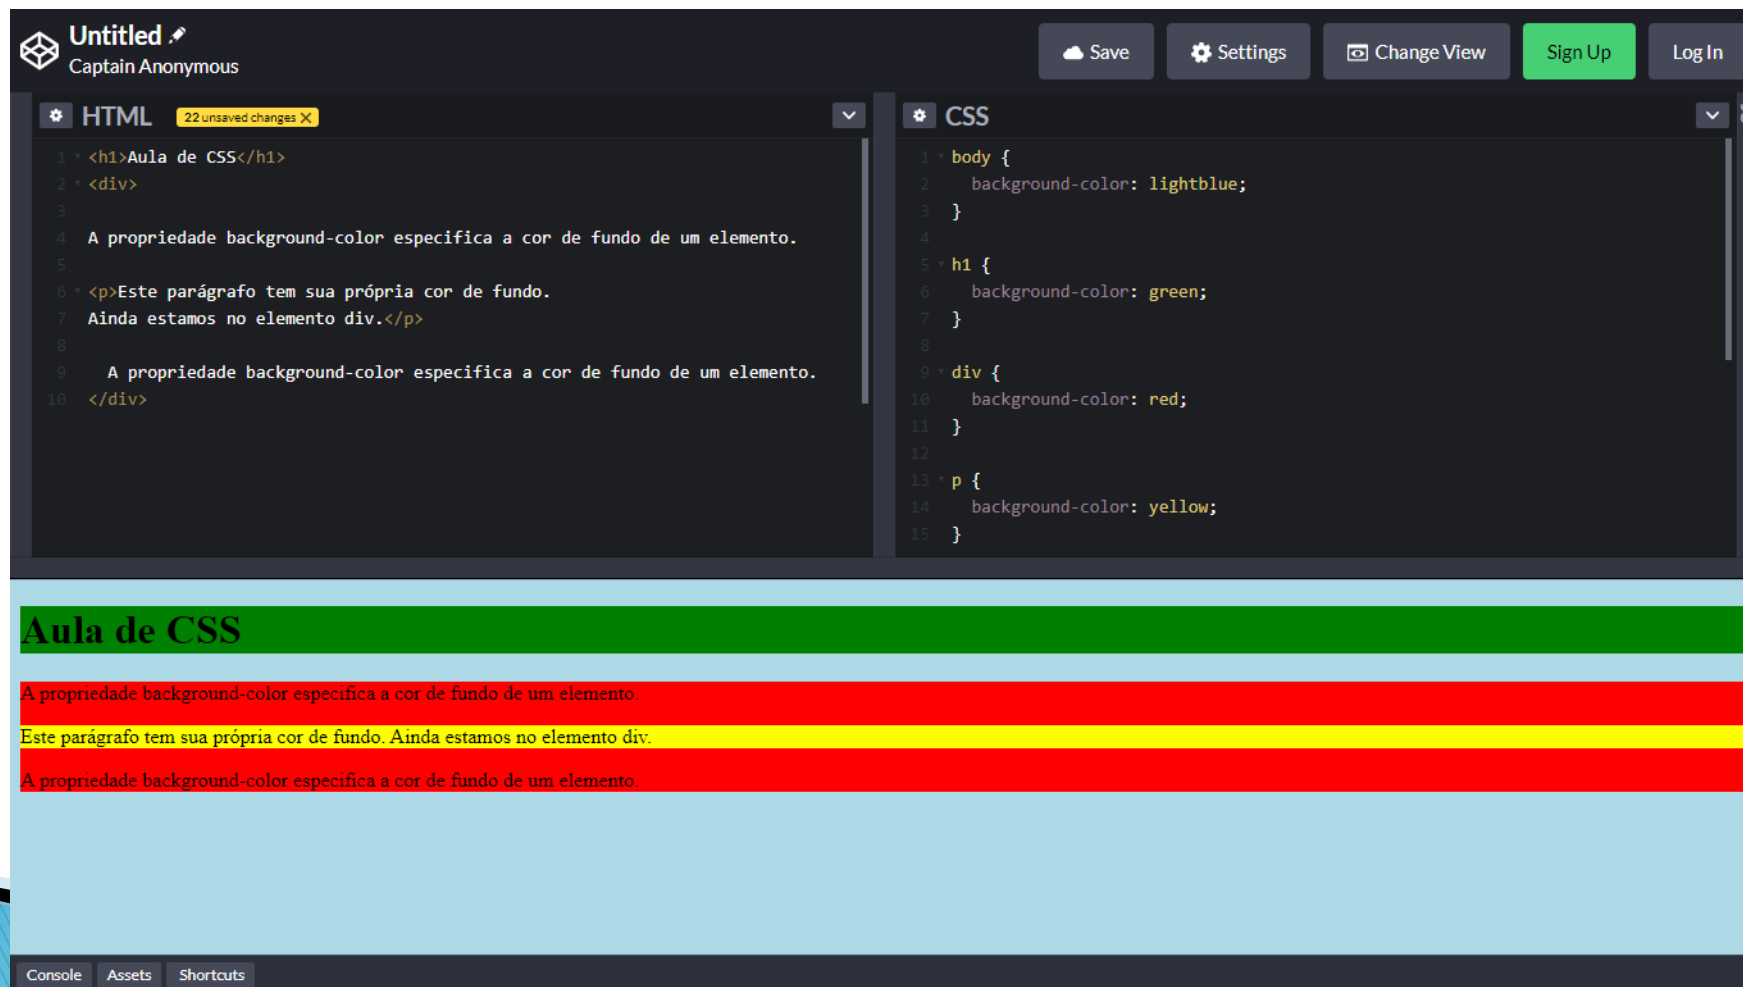 Untitled
Captain Anonymous
Save
Settings
Change View
Sign Up
Log In
HTML
22 unsaved changes X
1 <h1>Aula de CSS</h1>
2 <div>
3
4 A propriedade background-color especifica a cor de fundo de um elemento.
5
6 <p>Este parágrafo tem sua própria cor de fundo.
7 Ainda estamos no elemento div.</p>
8
9 A propriedade background-color especifica a cor de fundo de um elemento.
10 </div>
CSS
1 body {
2 background-color: lightblue;
3 }
4
5 h1 {
6 background-color: green;
7 }
8
9 div {
10 background-color: red;
11 }
12
13 p {
14 background-color: yellow;
15 }
Aula de CSS
A propriedade background-color especifica a cor de fundo de um elemento.
Este parágrafo tem sua própria cor de fundo. Ainda estamos no elemento div.
A propriedade background-color especifica a cor de fundo de um elemento.
Console
Assets
Shortcuts